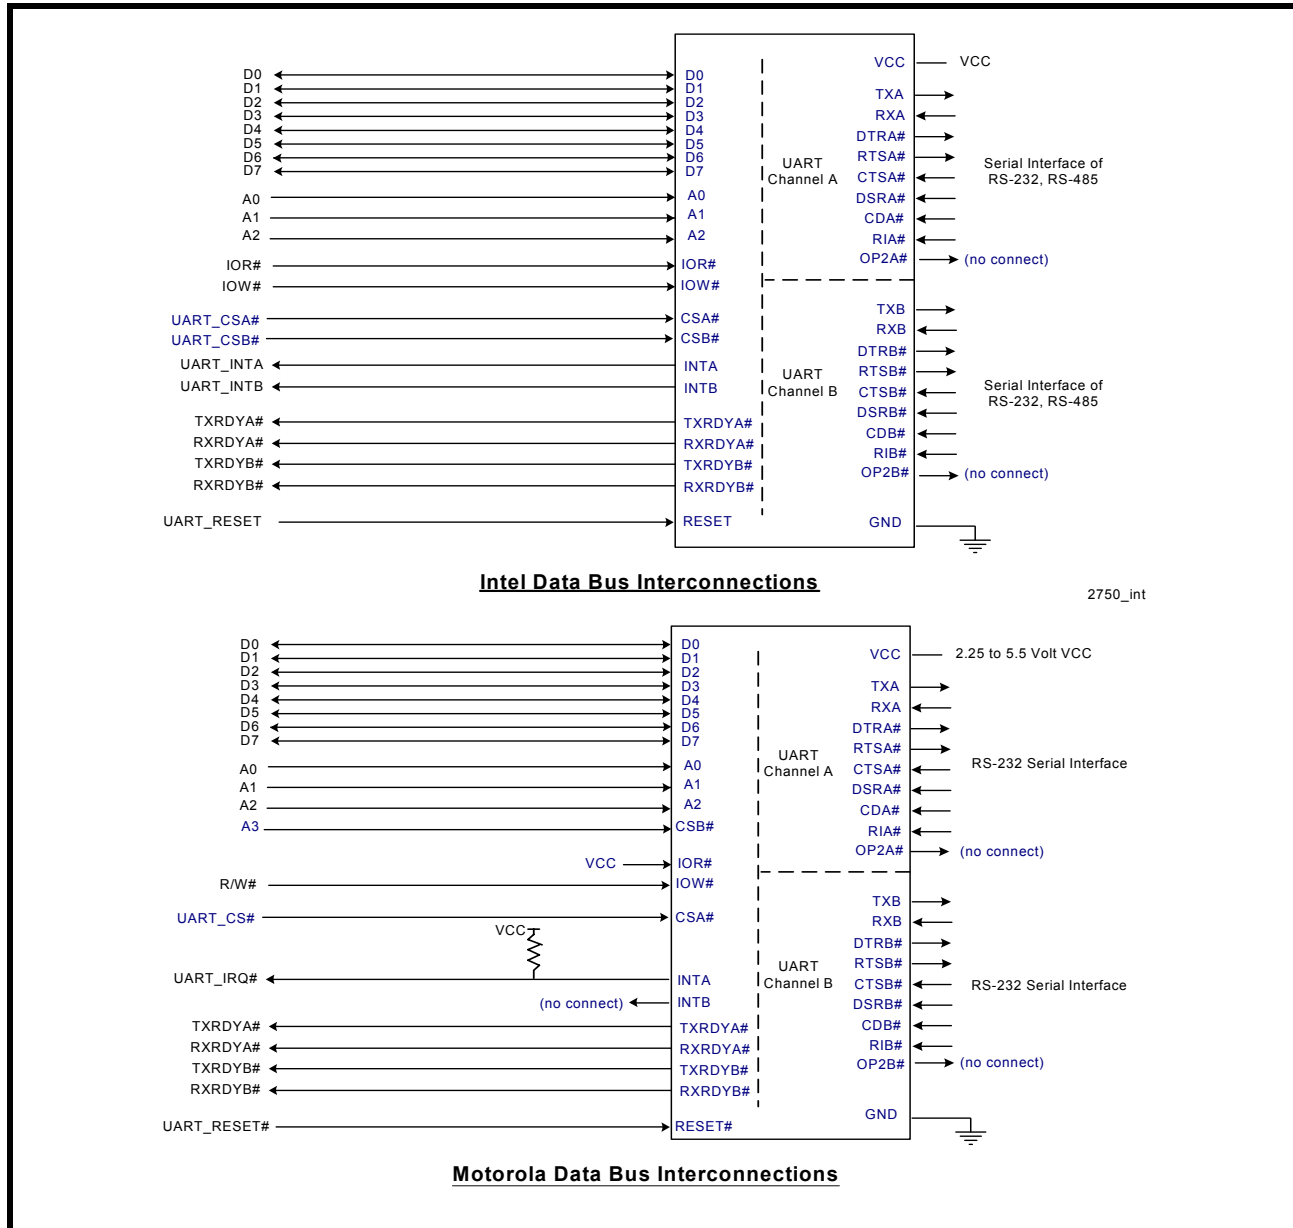 D0 D0 VCC VCC
D1 D1
D2 D2 TXA
D3 D3 RXA
D4 D4 DTRA#
D5 D5
D6 D6 UART RTSA# Serial Interface of
D7 D7 Channel A CTSA# RS-232, RS-485
A0 A0 DSRA#
A1 A1 CDA#
A2 A2 RIA#
IOR# IOR# OP2A# (no connect)
IOW# IOW#
UART_CSA# CSA# TXB
UART_CSB# CSB# RXB
DTRB#
UART_INTA INTA RTSB#
UART_INTB INTB UART CTSB# Serial Interface of
Channel B DSRB# RS-232, RS-485
TXRDYA# TXRDYA# CDB#
RXRDYA# RXRDYA# RIB#
TXRDYB# TXRDYB# OP2B# (no connect)
RXRDYB# RXRDYB#
UART_RESET RESET GND
Intel Data Bus Interconnections
2750_int
D0 D0 VCC 2.25 to 5.5 Volt VCC
D1 D1
D2 D2 TXA
D3 D3 RXA
D4 D4 DTRA#
D5 D5
D6 D6 RTSA#
D7 D7 UART
A0 A0 Channel A CTSA# RS-232 Serial Interface
A1 A1 DSRA#
A2 A2 CDA#
A3 CSB# RIA#
OP2A# (no connect)
VCC IOR#
R/W# IOW# TXB
UART_CS# CSA# RXB
VCC DTRB#
RTSB#
UART_IRQ# INTA UART CTSB# RS-232 Serial Interface
(no connect) INTB Channel B DSRB#
TXRDYA# TXRDYA# CDB#
RXRDYA# RXRDYA# RIB#
TXRDYB# TXRDYB# OP2B# (no connect)
RXRDYB# RXRDYB#
UART_RESET# RESET# GND
Motorola Data Bus Interconnections